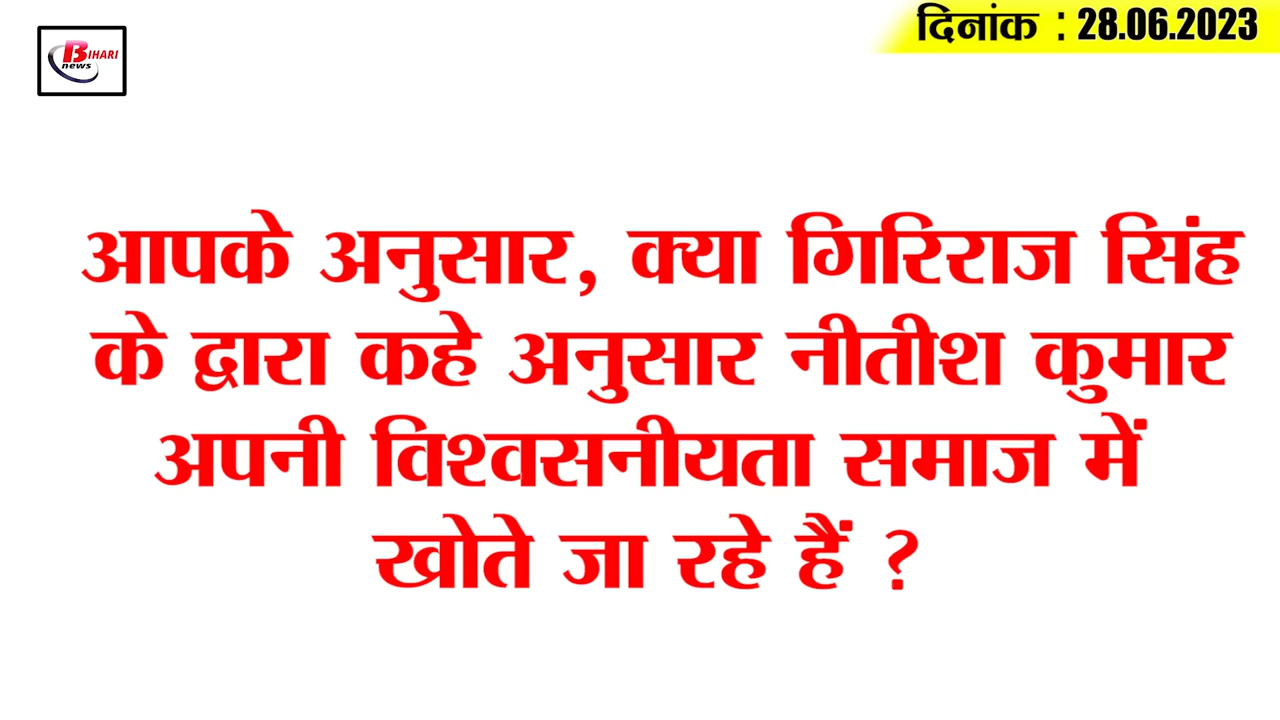 BIHARI
news
दिनांक : 28.06.2023
आपके अनुसार, क्या गिरिराज सिंह
के द्वारा कहे अनुसार नीतीश कुमार
अपनी विश्वसनीयता समाज में
खोते जा रहे हैं ?